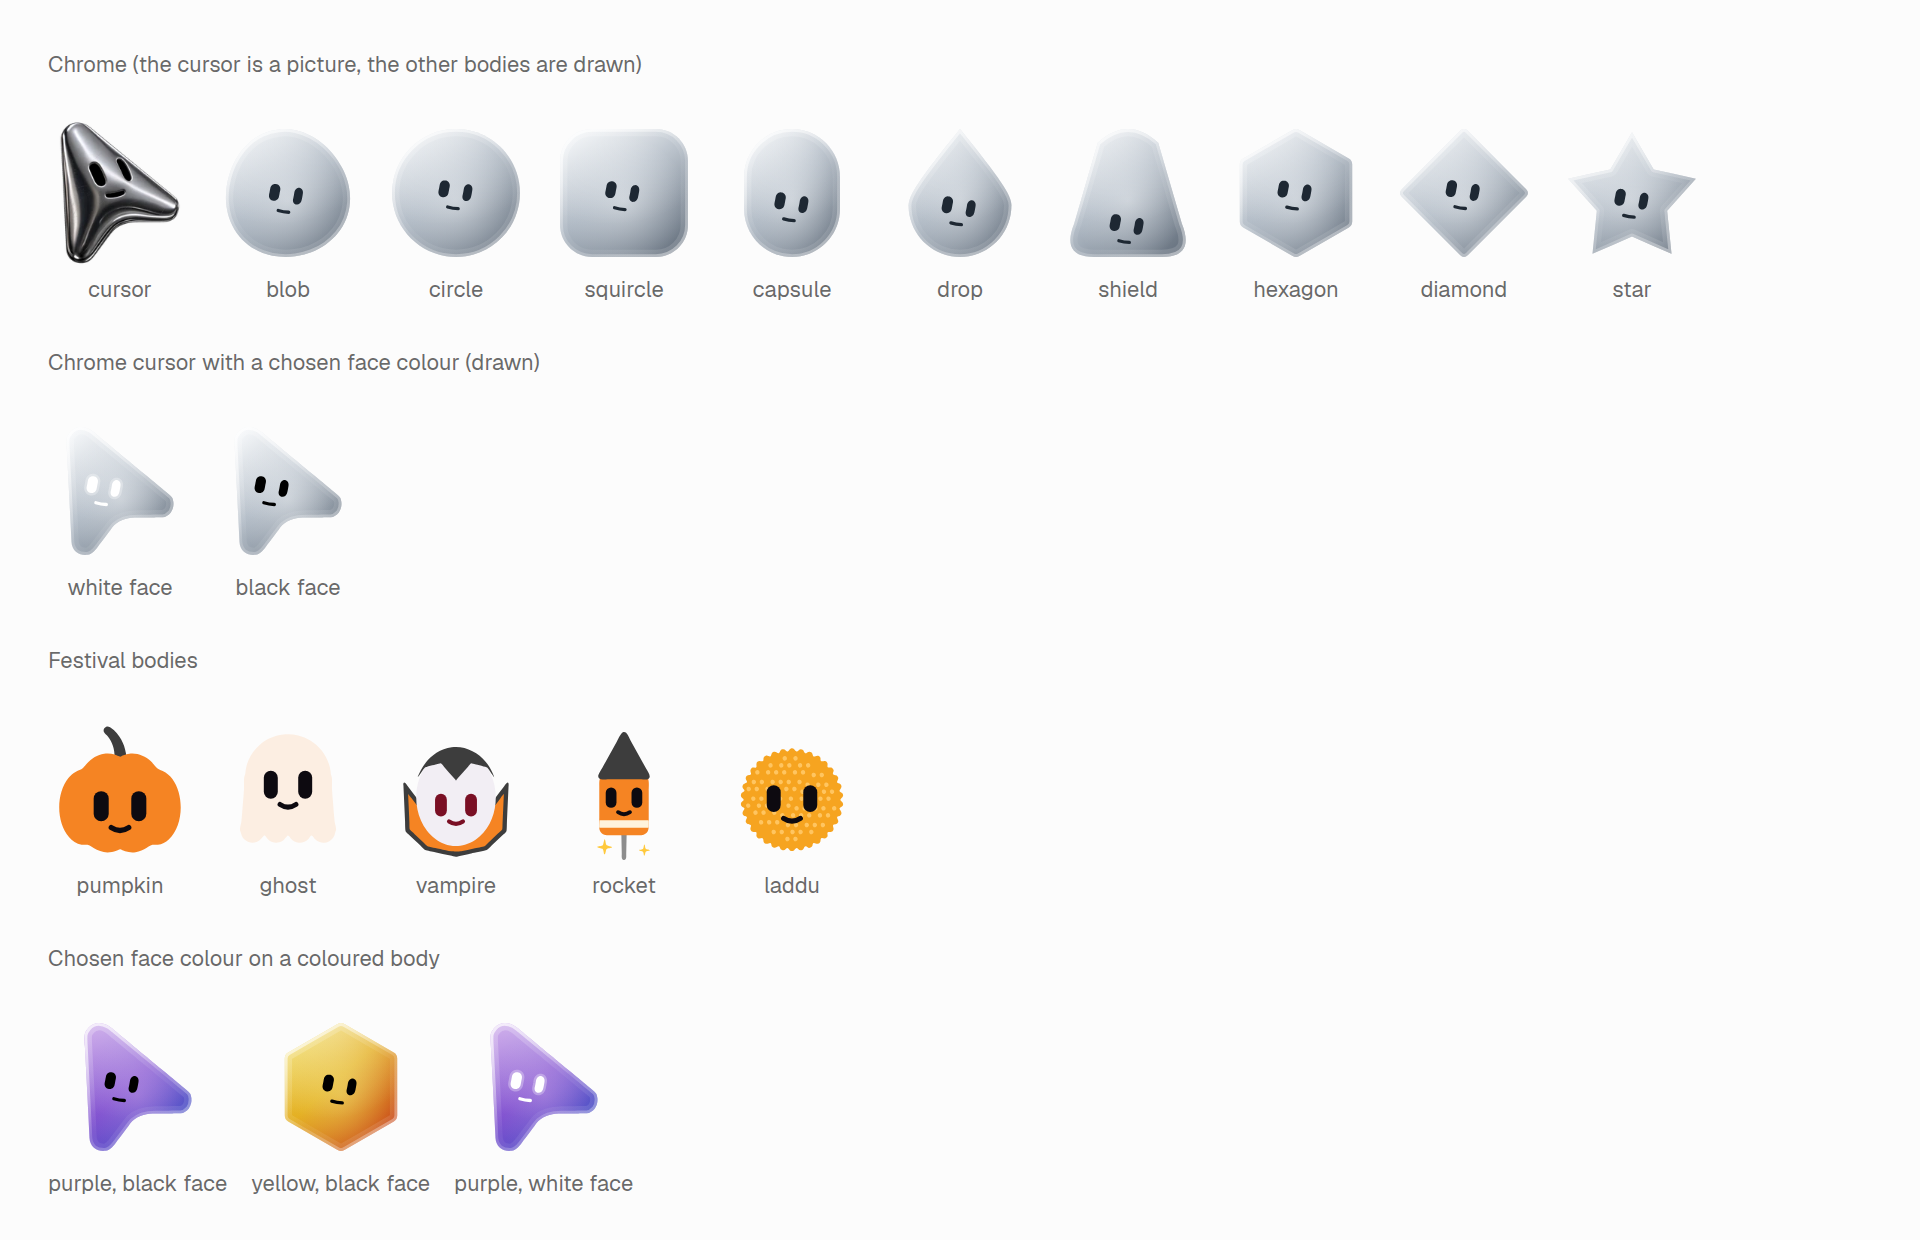 Chrome (the cursor is a picture, the other bodies are drawn)
cursor blob circle squircle capsule drop shield hexagon diamond star
Chrome cursor with a chosen face colour (drawn)
white face black face
Festival bodies
pumpkin ghost vampire rocket laddu
Chosen face colour on a coloured body
purple, black face yellow, black face purple, white face